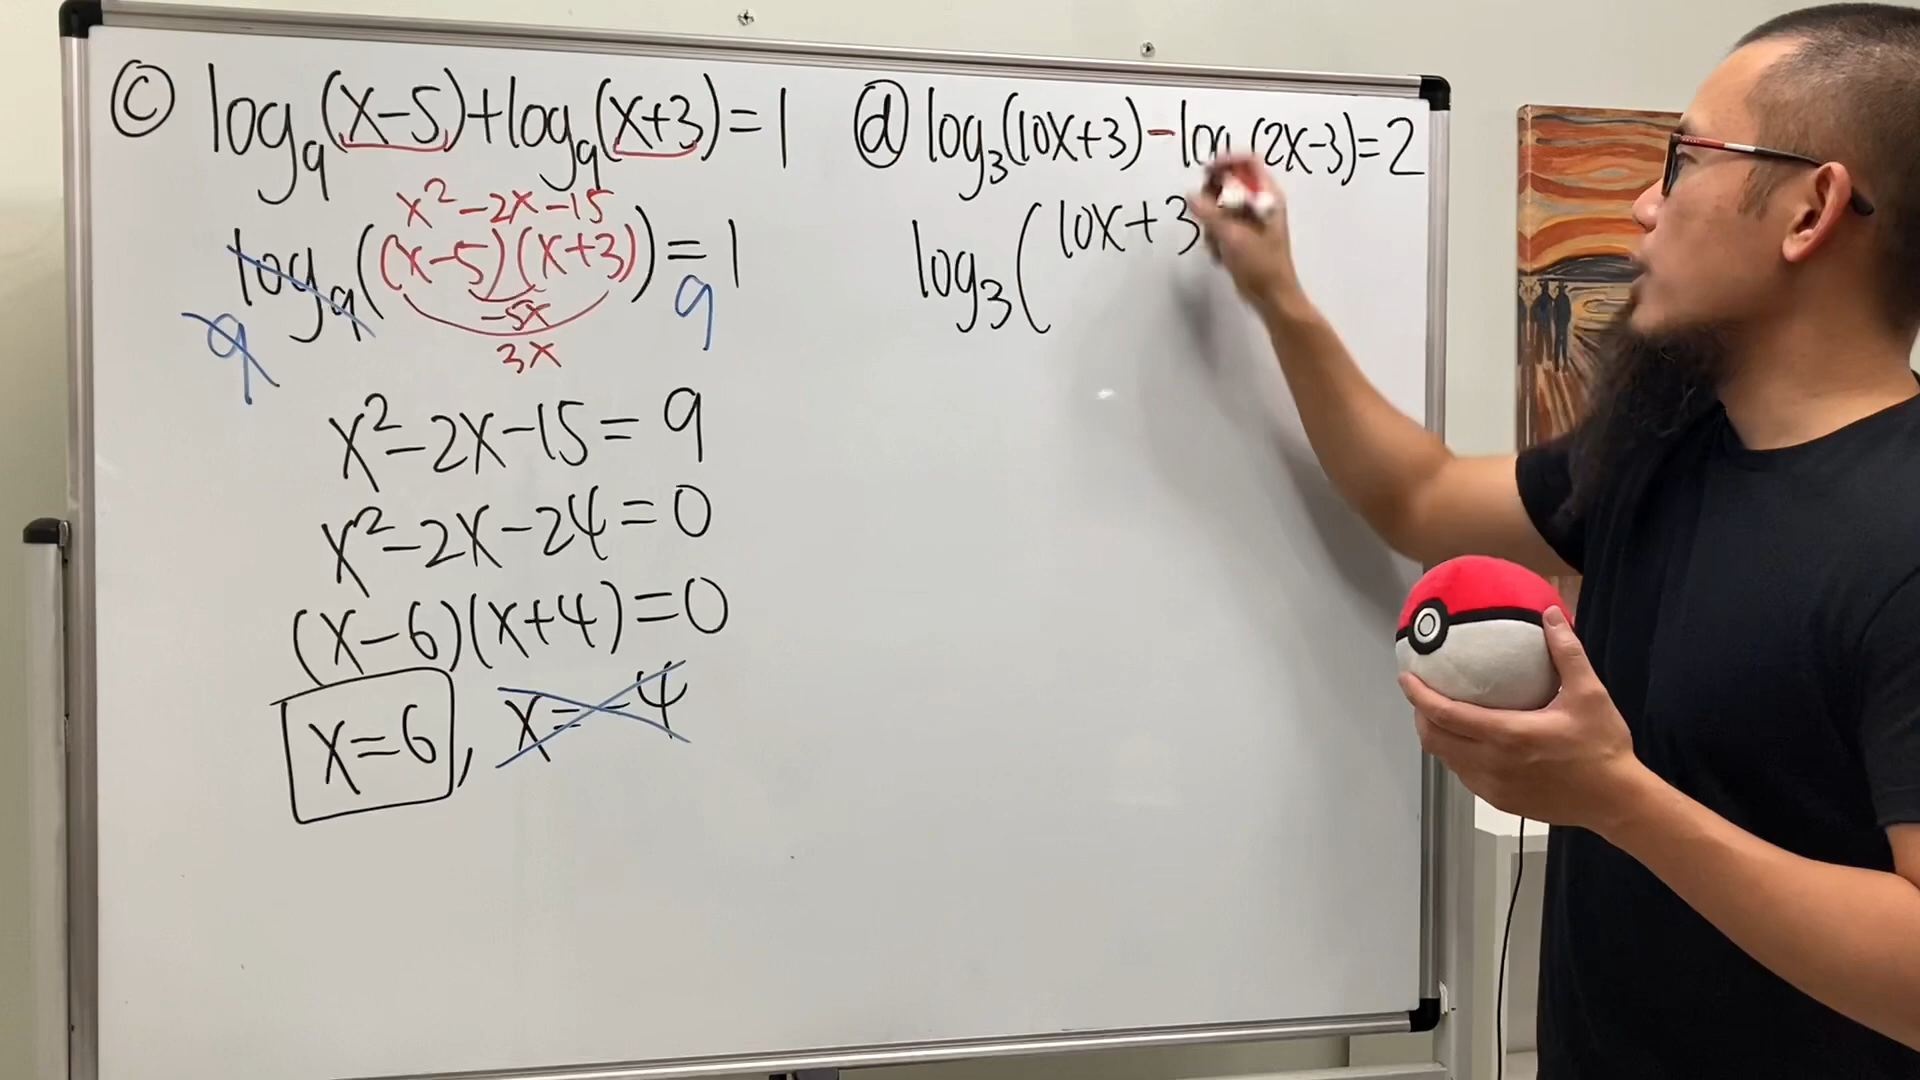 ⓒ log₉(x-5)+log₉(x+3)=1
x²-2x-15
log₉((x-5)(x+3))=1
-5x
9 9
3x
x²-2x-15=9
x²-2x-24=0
(x-6)(x+4)=0
x=6, x=-4
ⓓ log₃(10x+3)-log (2x-3)=2
log₃(10x+3